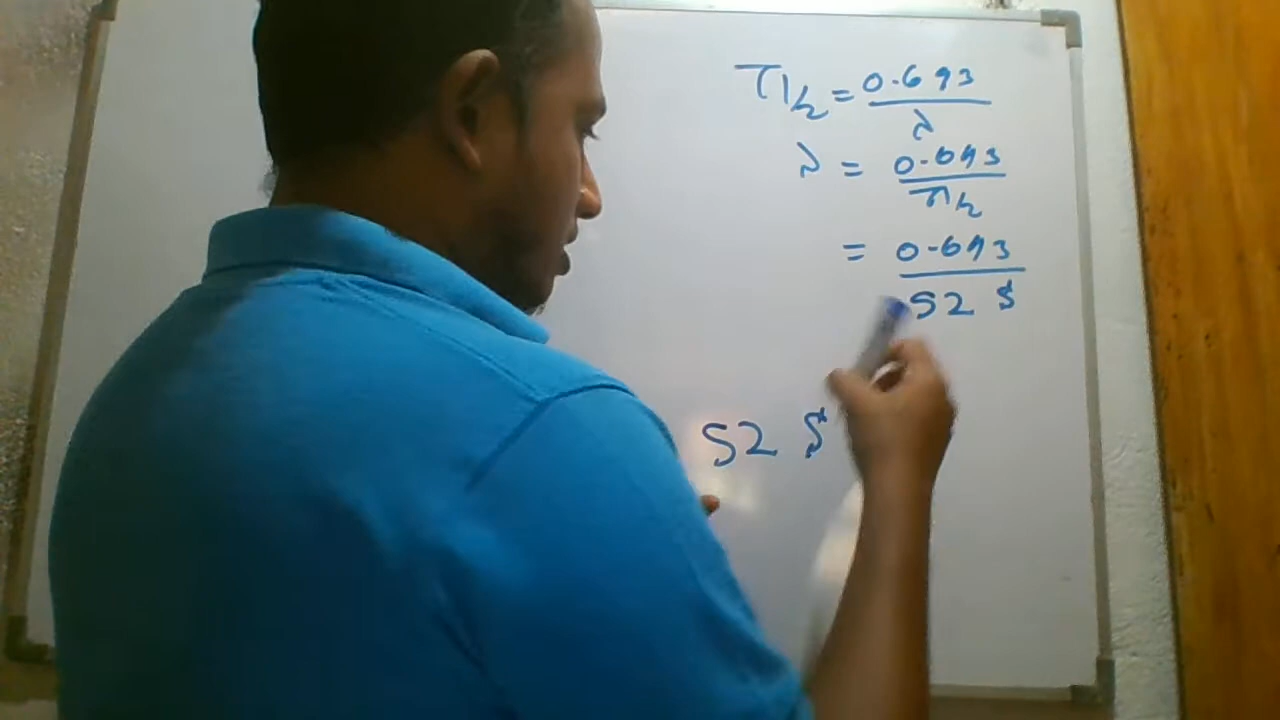 T1/2 = 0.693 / λ
λ = 0.693 / T1/2
= 0.693 / 52 s
52 s